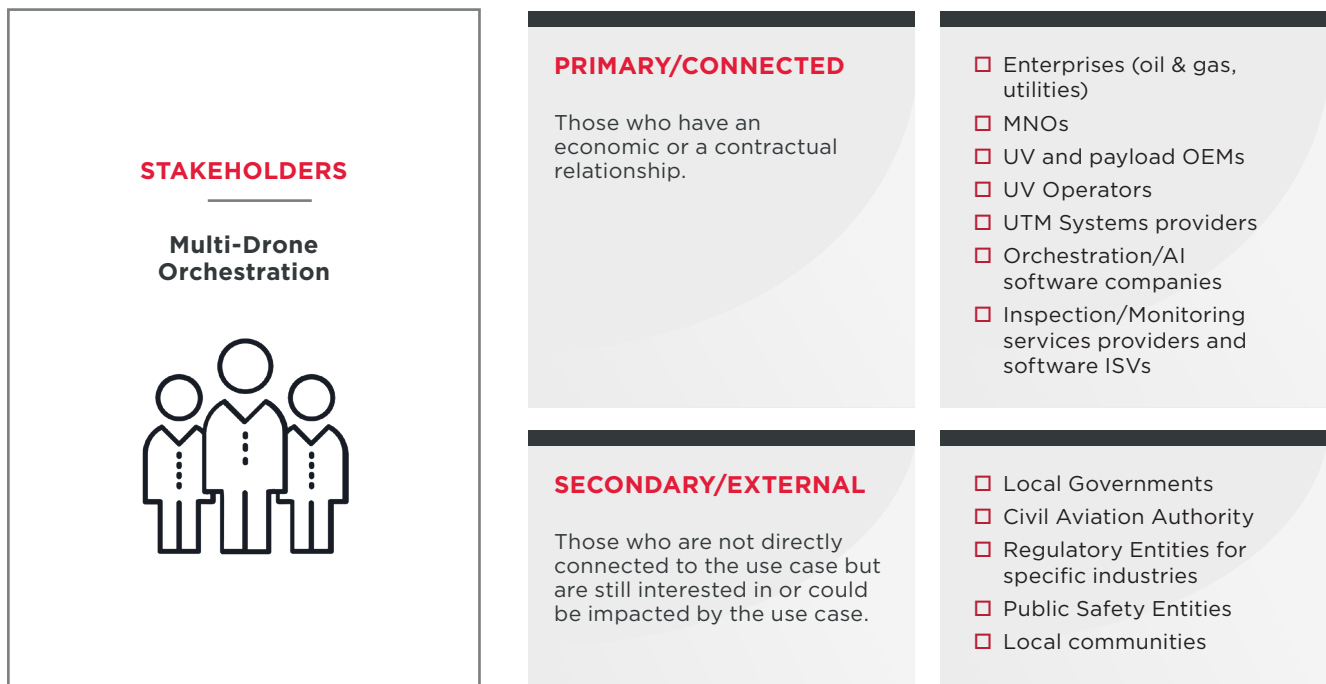 STAKEHOLDERS
Multi-Drone
Orchestration
PRIMARY/CONNECTED
Those who have an
economic or a contractual
relationship.
Enterprises (oil & gas,
utilities)
MNOs
UV and payload OEMs
UV Operators
UTM Systems providers
Orchestration/AI
software companies
Inspection/Monitoring
services providers and
software ISVs
SECONDARY/EXTERNAL
Those who are not directly
connected to the use case but
are still interested in or could
be impacted by the use case.
Local Governments
Civil Aviation Authority
Regulatory Entities for
specific industries
Public Safety Entities
Local communities